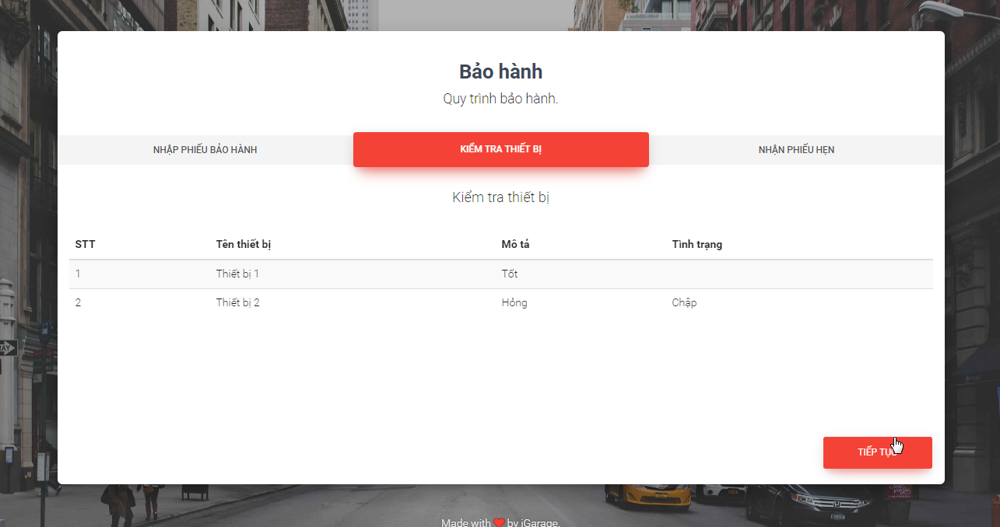 Bảo hành
Quy trình bảo hành.
NHẬP PHIẾU BẢO HÀNH
KIỂM TRA THIẾT BỊ
NHẬN PHIẾU HẸN
Kiểm tra thiết bị
STT Tên thiết bị Mô tả Tình trạng
1 Thiết bị 1 Tốt
2 Thiết bị 2 Hỏng Chập
TIẾP TỤC
Made with ❤ by iGarage.